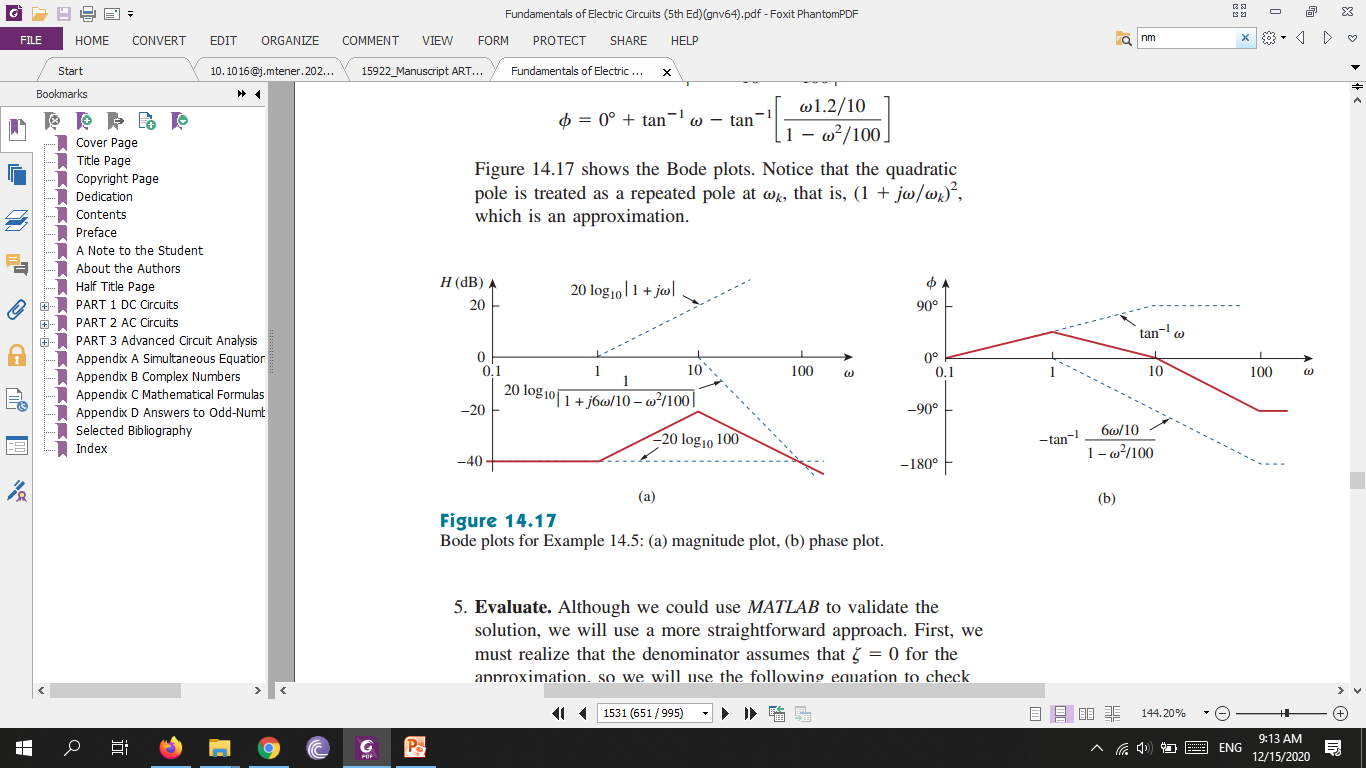 Fundamentals of Electric Circuits (5th Ed)(gnv64).pdf - Foxit PhantomPDF
FILE HOME CONVERT EDIT ORGANIZE COMMENT VIEW FORM PROTECT SHARE HELP
nm
Start
10.1016@j.mtener.202...
15922_Manuscript ART...
Fundamentals of Electric ...
Bookmarks
Cover Page
Title Page
Copyright Page
Dedication
Contents
Preface
A Note to the Student
About the Authors
Half Title Page
PART 1 DC Circuits
PART 2 AC Circuits
PART 3 Advanced Circuit Analysis
Appendix A Simultaneous Equation
Appendix B Complex Numbers
Appendix C Mathematical Formulas
Appendix D Answers to Odd-Numb
Selected Bibliography
Index
ϕ = 0° + tan⁻¹ ω − tan⁻¹[ω1.2/10 / 1 − ω²/100]
Figure 14.17 shows the Bode plots. Notice that the quadratic
pole is treated as a repeated pole at ωₖ, that is, (1 + jω/ωₖ)²,
which is an approximation.
H (dB)
20
0
−20
−40
0.1 1 10 100 ω
20 log₁₀|1 + jω|
20 log₁₀|1 / 1 + j6ω/10 − ω²/100|
−20 log₁₀ 100
(a)
ϕ
90°
0°
−90°
−180°
0.1 1 10 100 ω
tan⁻¹ ω
−tan⁻¹ 6ω/10 / 1 − ω²/100
(b)
Figure 14.17
Bode plots for Example 14.5: (a) magnitude plot, (b) phase plot.
5. Evaluate. Although we could use MATLAB to validate the
solution, we will use a more straightforward approach. First, we
must realize that the denominator assumes that ζ = 0 for the
approximation, so we will use the following equation to check
1531 (651 / 995)
144.20%
ENG
9:13 AM
12/15/2020